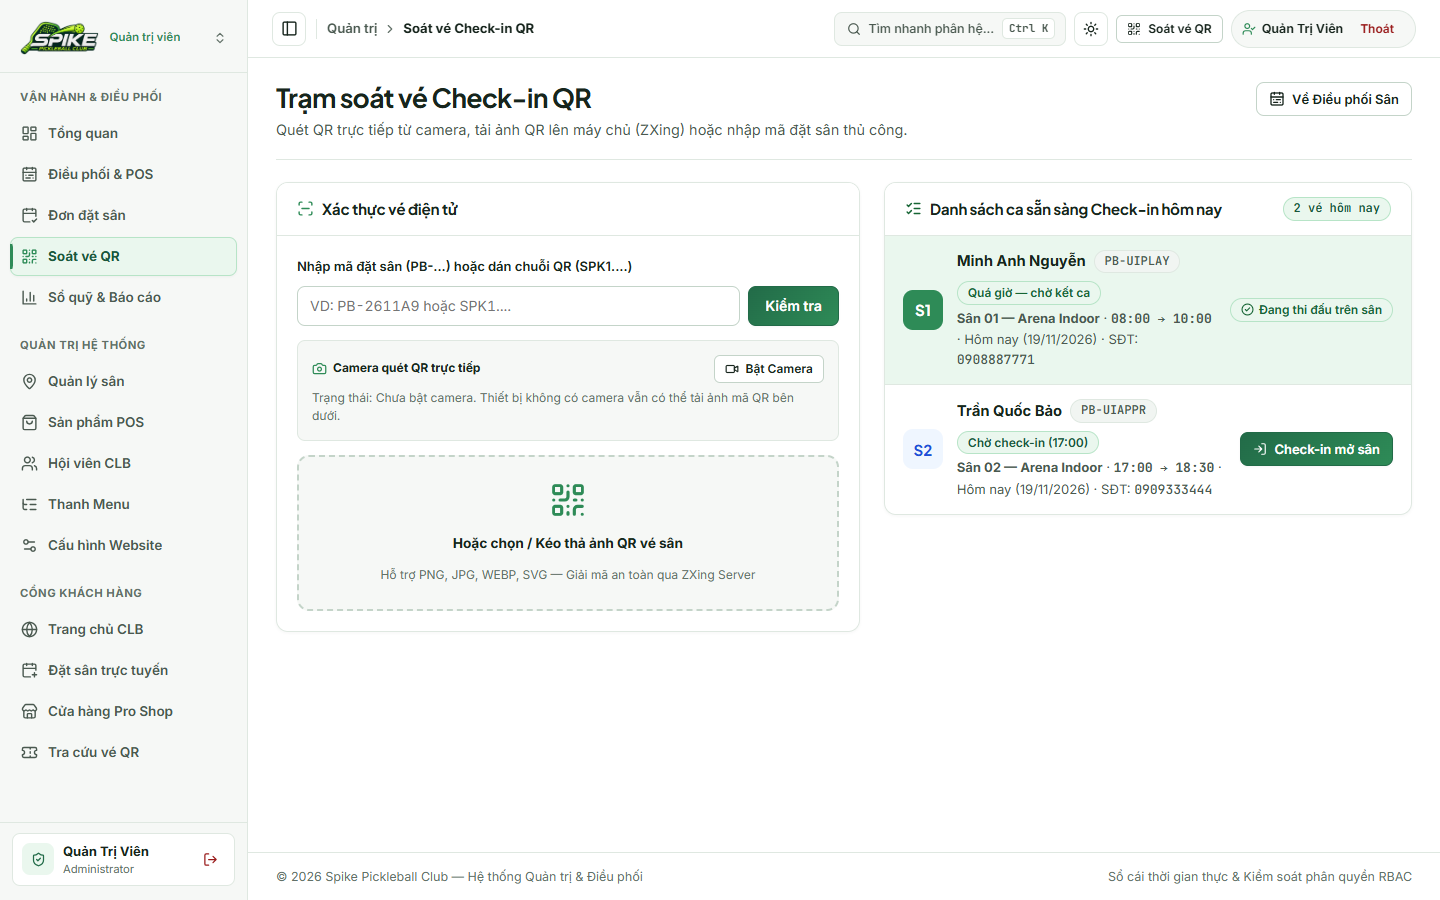 SPIKE
PICKLEBALL CLUB
Quản trị viên
VẬN HÀNH & ĐIỀU PHỐI
Tổng quan
Điều phối & POS
Đơn đặt sân
Soát vé QR
Sổ quỹ & Báo cáo
QUẢN TRỊ HỆ THỐNG
Quản lý sân
Sản phẩm POS
Hội viên CLB
Thanh Menu
Cấu hình Website
CỔNG KHÁCH HÀNG
Trang chủ CLB
Đặt sân trực tuyến
Cửa hàng Pro Shop
Tra cứu vé QR
Quản Trị Viên
Administrator
Quản trị > Soát vé Check-in QR
Tìm nhanh phân hệ... Ctrl K
Soát vé QR
Quản Trị Viên Thoát
Trạm soát vé Check-in QR
Quét QR trực tiếp từ camera, tải ảnh QR lên máy chủ (ZXing) hoặc nhập mã đặt sân thủ công.
Về Điều phối Sân
Xác thực vé điện tử
Nhập mã đặt sân (PB-...) hoặc dán chuỗi QR (SPK1....)
VD: PB-2611A9 hoặc SPK1....
Kiểm tra
Camera quét QR trực tiếp
Bật Camera
Trạng thái: Chưa bật camera. Thiết bị không có camera vẫn có thể tải ảnh mã QR bên
dưới.
Hoặc chọn / Kéo thả ảnh QR vé sân
Hỗ trợ PNG, JPG, WEBP, SVG — Giải mã an toàn qua ZXing Server
Danh sách ca sẵn sàng Check-in hôm nay
2 vé hôm nay
S1
Minh Anh Nguyễn PB-UIPLAY
Quá giờ — chờ kết ca
Sân 01 — Arena Indoor · 08:00 → 10:00
· Hôm nay (19/11/2026) · SĐT:
0908887771
Đang thi đấu trên sân
S2
Trần Quốc Bảo PB-UIAPPR
Chờ check-in (17:00)
Sân 02 — Arena Indoor · 17:00 → 18:30 ·
Hôm nay (19/11/2026) · SĐT: 0909333444
Check-in mở sân
© 2026 Spike Pickleball Club — Hệ thống Quản trị & Điều phối
Sổ cái thời gian thực & Kiểm soát phân quyền RBAC